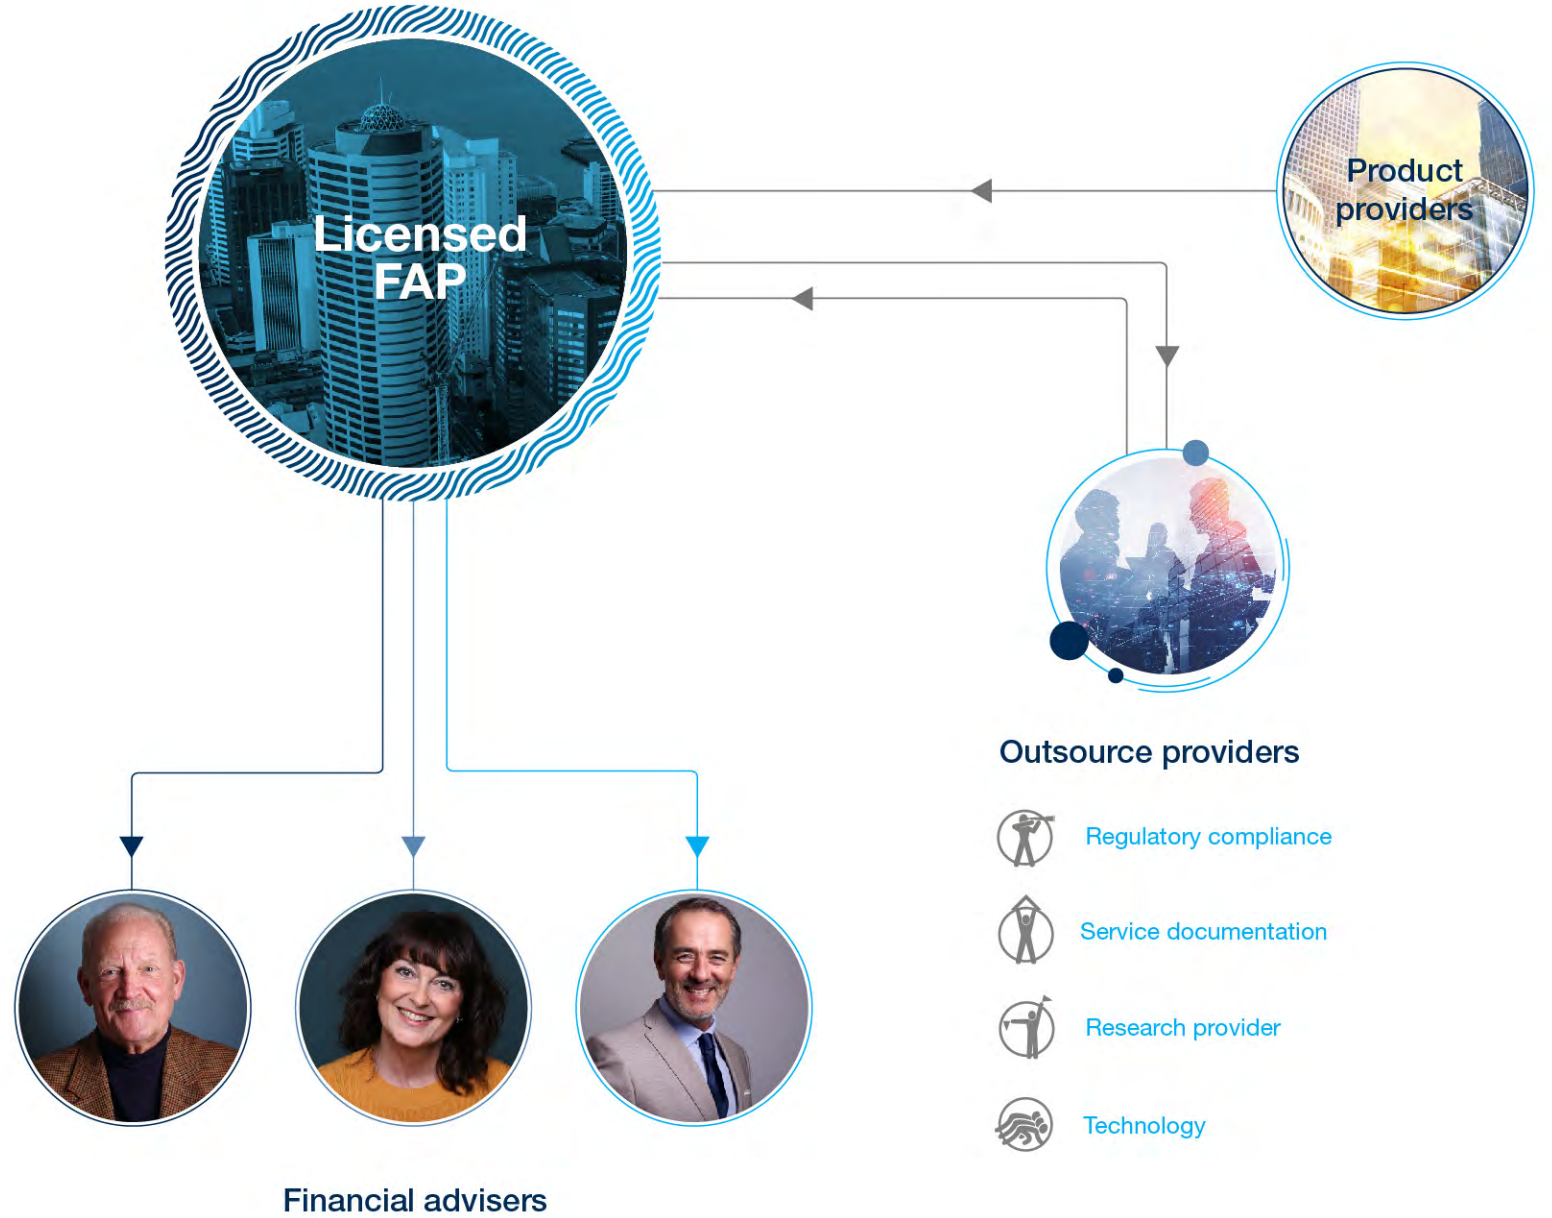 Licensed
FAP
Product
providers
Outsource providers
Regulatory compliance
Service documentation
Research provider
Technology
Financial advisers